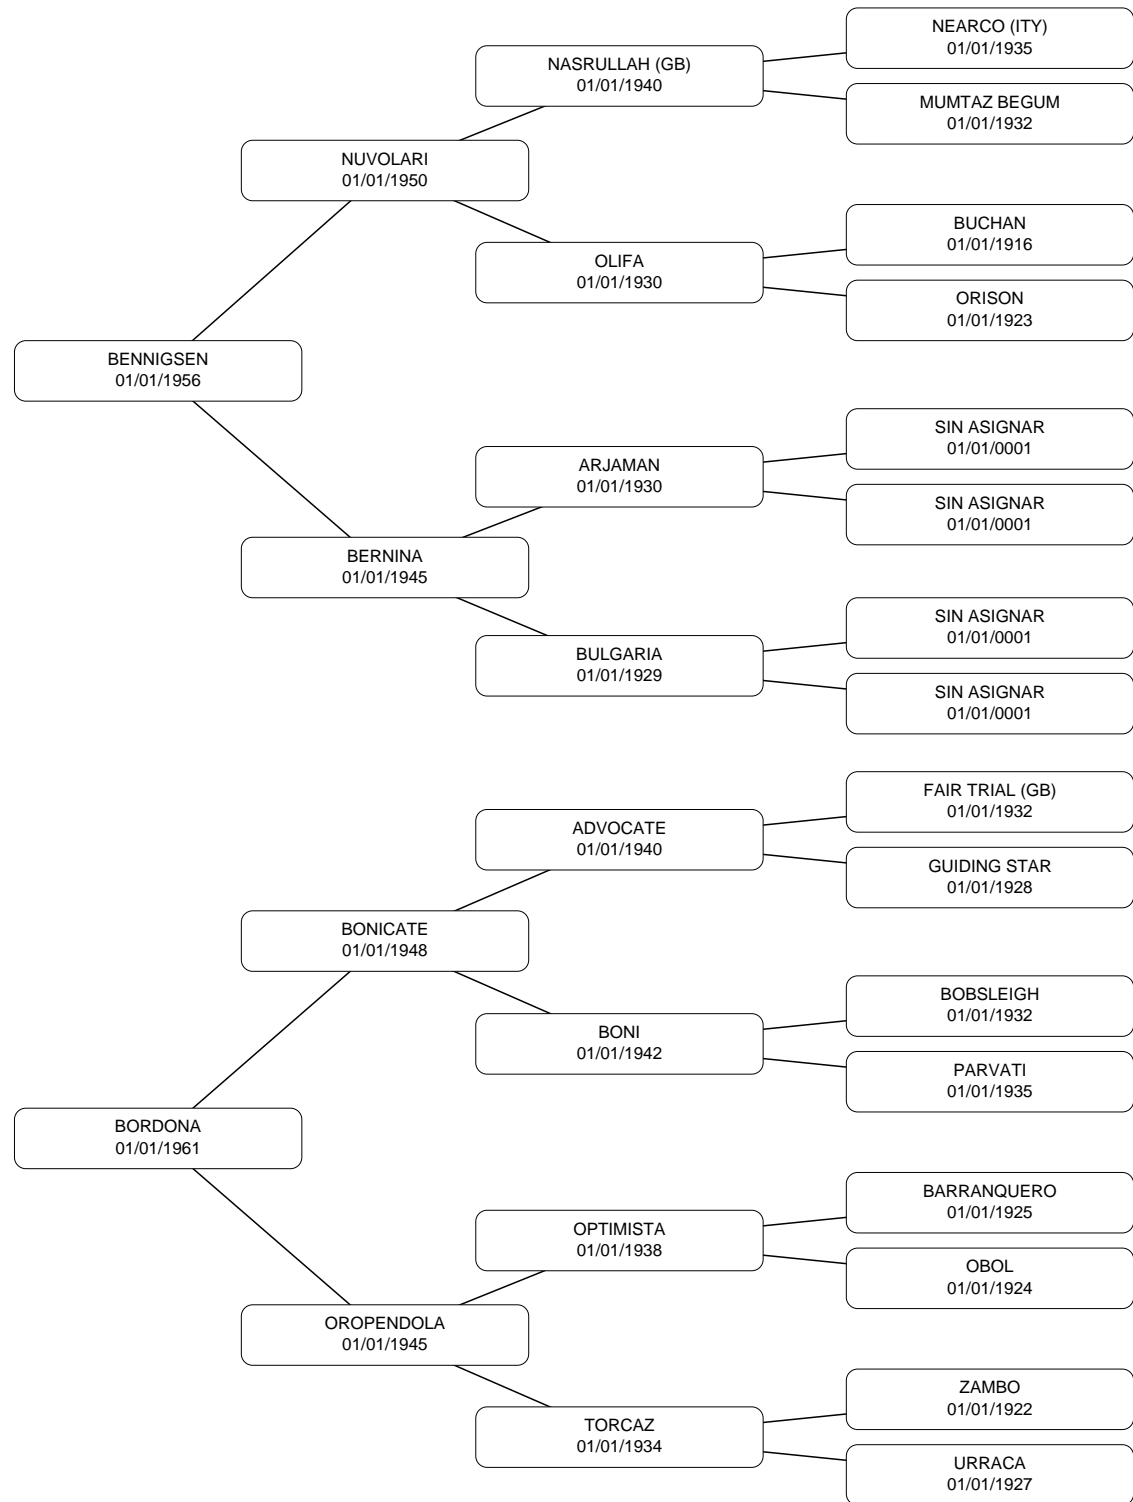 NEARCO (ITY)
01/01/1935
NASRULLAH (GB)
01/01/1940
MUMTAZ BEGUM
01/01/1932
NUVOLARI
01/01/1950
BUCHAN
01/01/1916
OLIFA
01/01/1930
ORISON
01/01/1923
BENNIGSEN
01/01/1956
SIN ASIGNAR
01/01/0001
ARJAMAN
01/01/1930
SIN ASIGNAR
01/01/0001
BERNINA
01/01/1945
SIN ASIGNAR
01/01/0001
BULGARIA
01/01/1929
SIN ASIGNAR
01/01/0001
FAIR TRIAL (GB)
01/01/1932
ADVOCATE
01/01/1940
GUIDING STAR
01/01/1928
BONICATE
01/01/1948
BOBSLEIGH
01/01/1932
BONI
01/01/1942
PARVATI
01/01/1935
BORDONA
01/01/1961
BARRANQUERO
01/01/1925
OPTIMISTA
01/01/1938
OBOL
01/01/1924
OROPENDOLA
01/01/1945
ZAMBO
01/01/1922
TORCAZ
01/01/1934
URRACA
01/01/1927